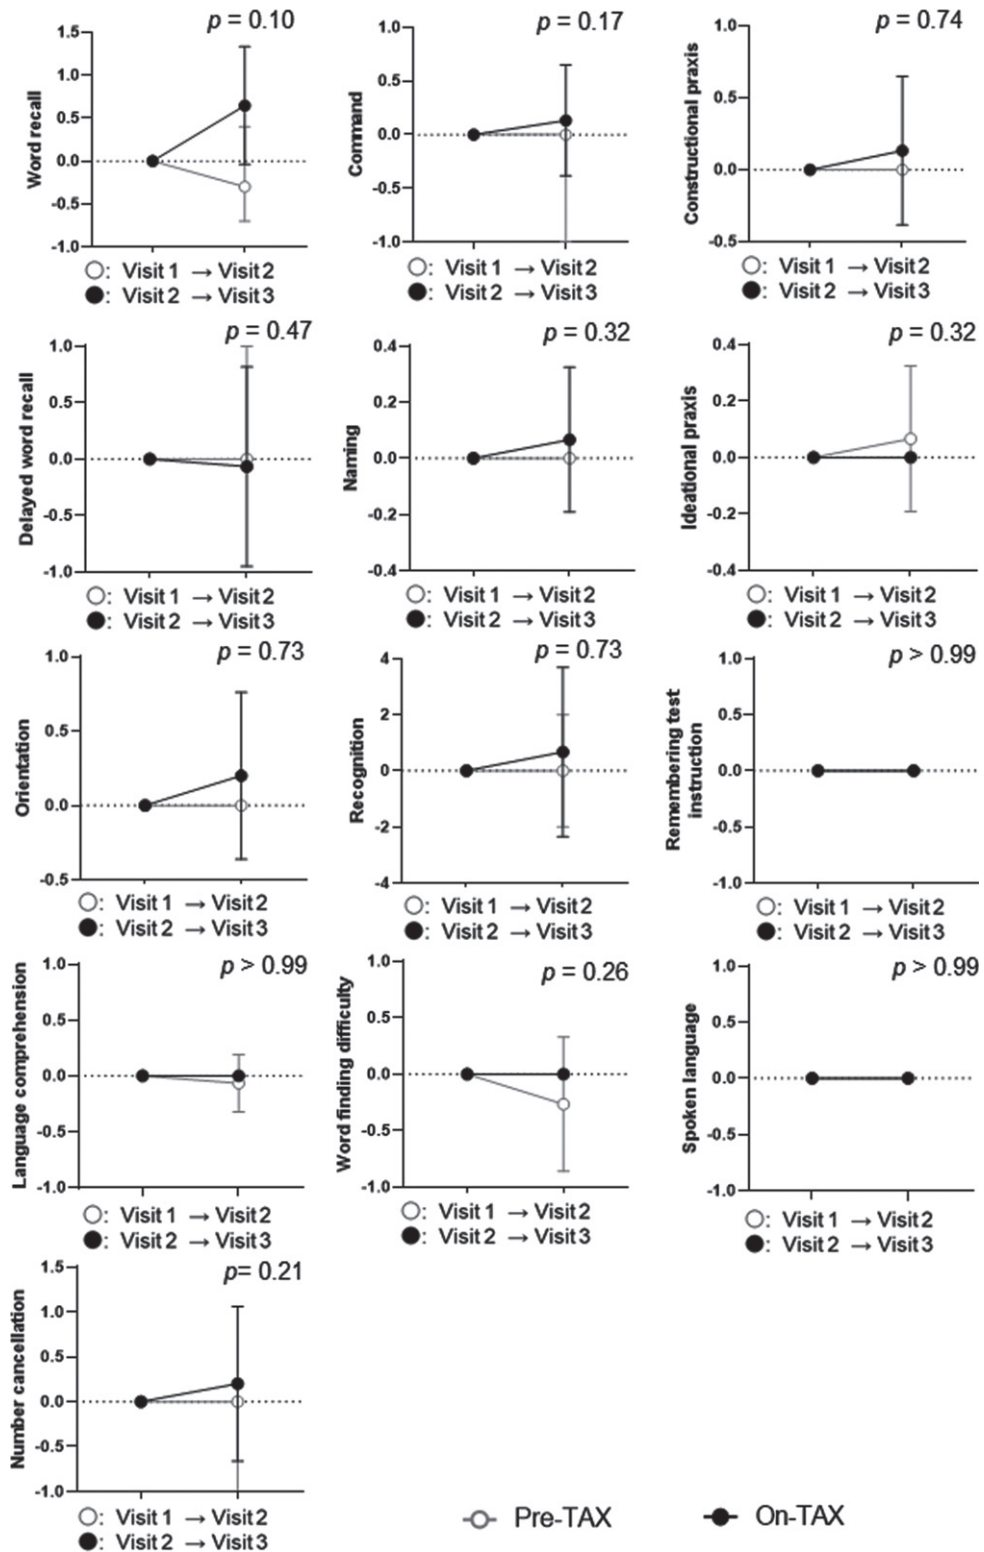 p = 0.10
Word recall
1.5
1.0
0.5
0.0
-0.5
-1.0
○: Visit 1 → Visit 2
●: Visit 2 → Visit 3
p = 0.17
Command
1.0
0.5
0.0
-0.5
-1.0
○: Visit 1 → Visit 2
●: Visit 2 → Visit 3
p = 0.74
Constructional praxis
1.0
0.5
0.0
-0.5
○: Visit 1 → Visit 2
●: Visit 2 → Visit 3
p = 0.47
Delayed word recall
1.0
0.5
0.0
-0.5
-1.0
○: Visit 1 → Visit 2
●: Visit 2 → Visit 3
p = 0.32
Naming
0.4
0.2
0.0
-0.2
-0.4
○: Visit 1 → Visit 2
●: Visit 2 → Visit 3
p = 0.32
Ideational praxis
0.4
0.2
0.0
-0.2
-0.4
○: Visit 1 → Visit 2
●: Visit 2 → Visit 3
p = 0.73
Orientation
1.0
0.5
0.0
-0.5
○: Visit 1 → Visit 2
●: Visit 2 → Visit 3
p = 0.73
Recognition
4
2
0
-2
-4
○: Visit 1 → Visit 2
●: Visit 2 → Visit 3
p > 0.99
Remembering test
instruction
1.0
0.5
0.0
-0.5
-1.0
○: Visit 1 → Visit 2
●: Visit 2 → Visit 3
p > 0.99
Language comprehension
1.0
0.5
0.0
-0.5
-1.0
○: Visit 1 → Visit 2
●: Visit 2 → Visit 3
p = 0.26
Word finding difficulty
1.0
0.5
0.0
-0.5
-1.0
○: Visit 1 → Visit 2
●: Visit 2 → Visit 3
p > 0.99
Spoken language
1.0
0.5
0.0
-0.5
-1.0
○: Visit 1 → Visit 2
●: Visit 2 → Visit 3
p= 0.21
Number cancellation
1.5
1.0
0.5
0.0
-0.5
-1.0
○: Visit 1 → Visit 2
●: Visit 2 → Visit 3
Pre-TAX
On-TAX